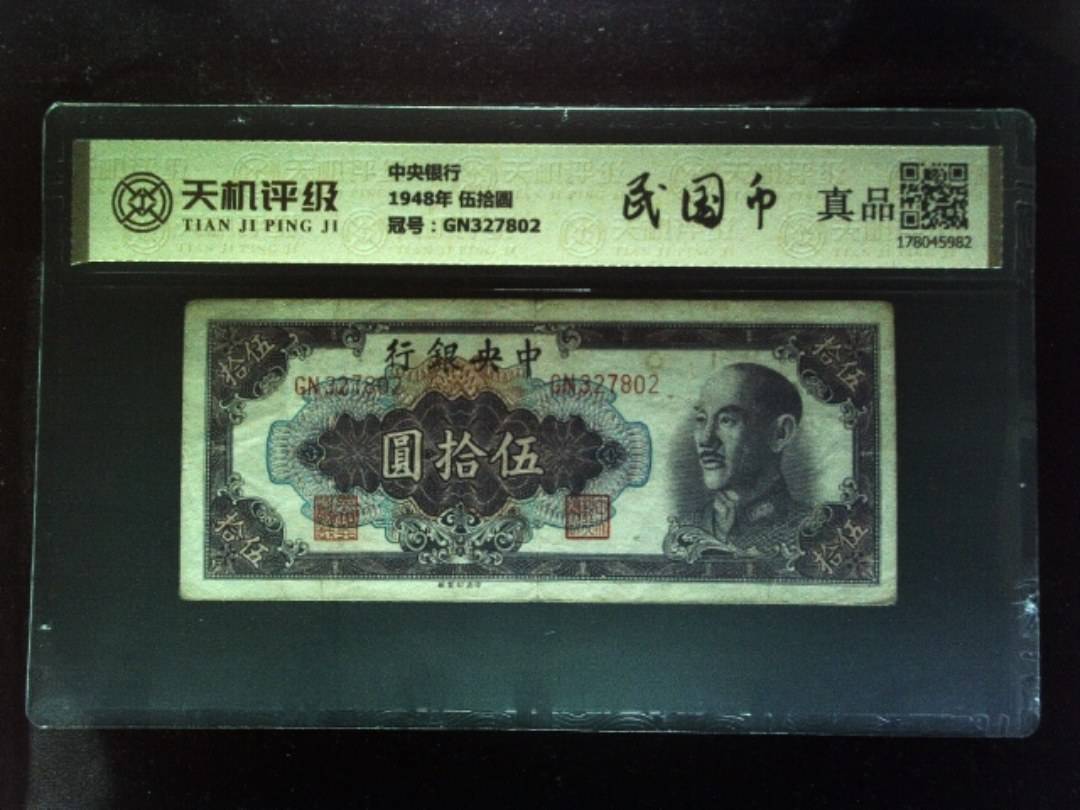 天机评级
TIAN JI PING JI
中央银行
1948年 伍拾圆
冠号：GN327802
民国币
真品
178045982
行銀央中
GN327802
GN327802
圓拾伍
拾伍
拾伍
拾伍
拾伍